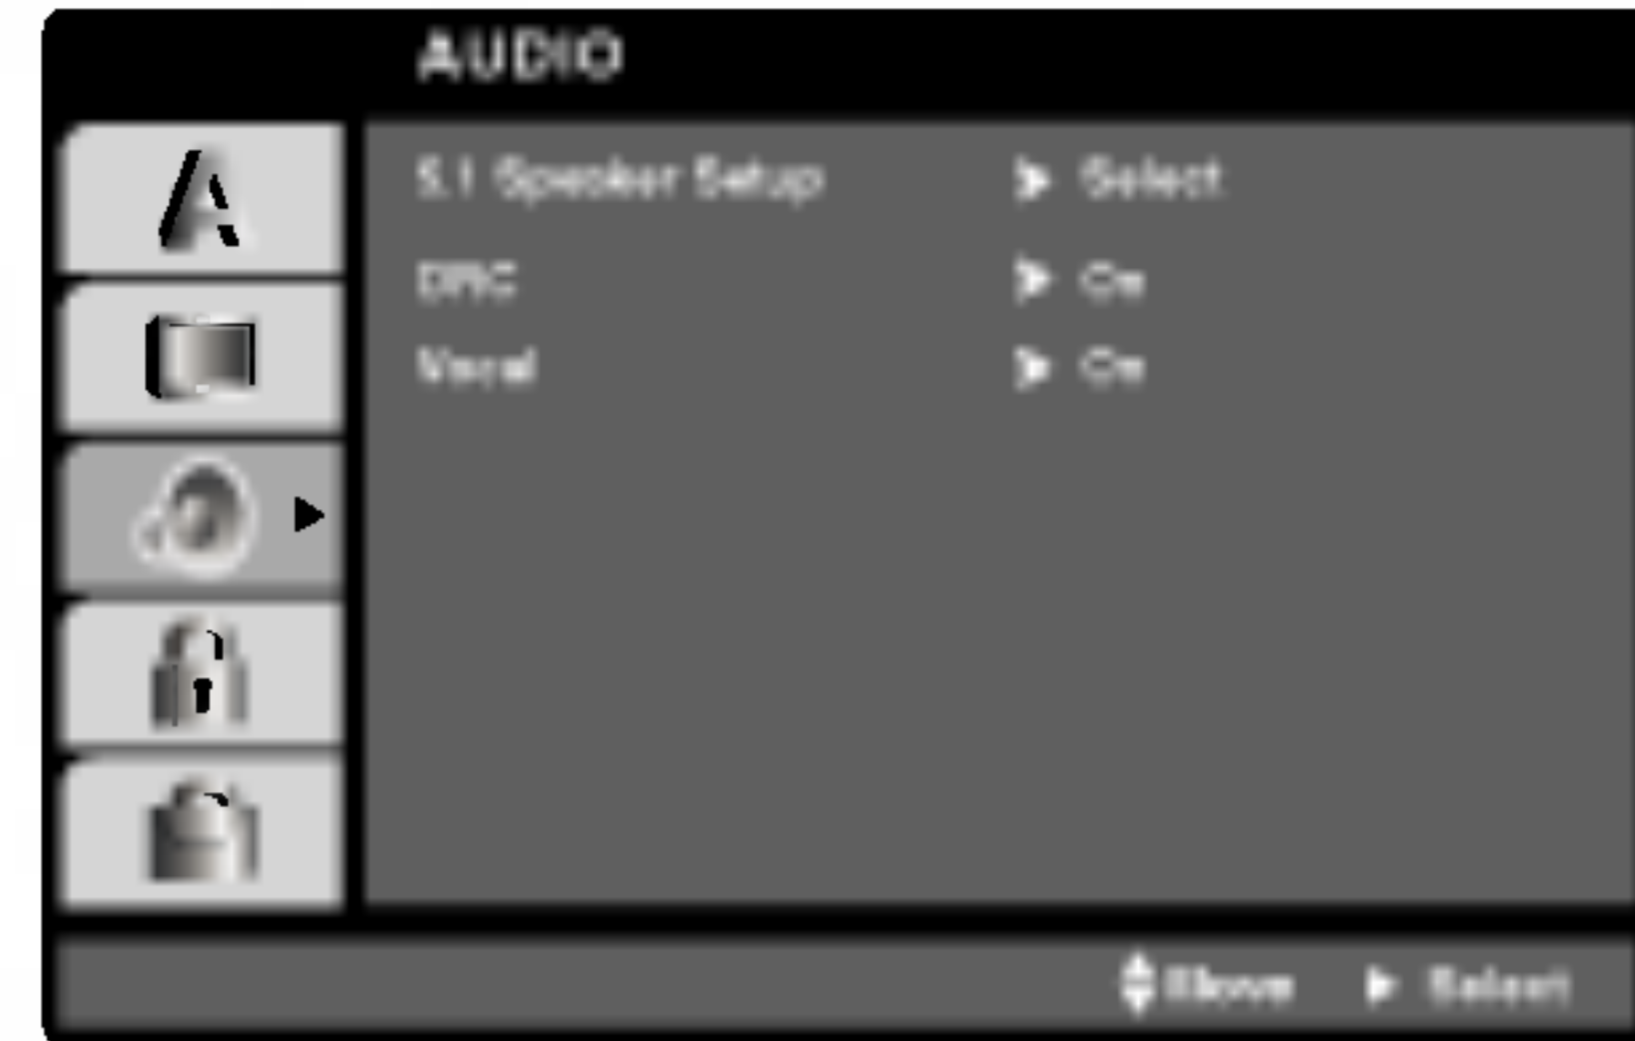 AUDIO
5.1 Speaker Setup ► Select
DRC ► On
Vocal ► On
Move ► Select